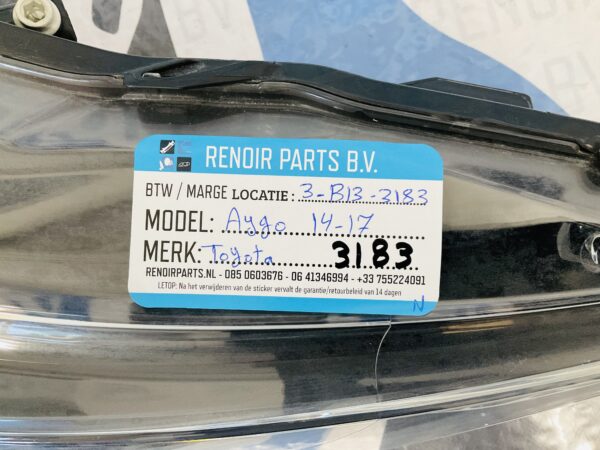 RENOIR PARTS B.V.
BTW / MARGE LOCATIE : 3-B13-3183
MODEL: Aygo 14-17
MERK: Toyota 3183
RENOIRPARTS.NL - 085 0603676 - 06 41346994 - +33 755224091
LETOP: Na het verwijderen van de sticker vervalt de garantie/retourbeleid van 14 dagen
N